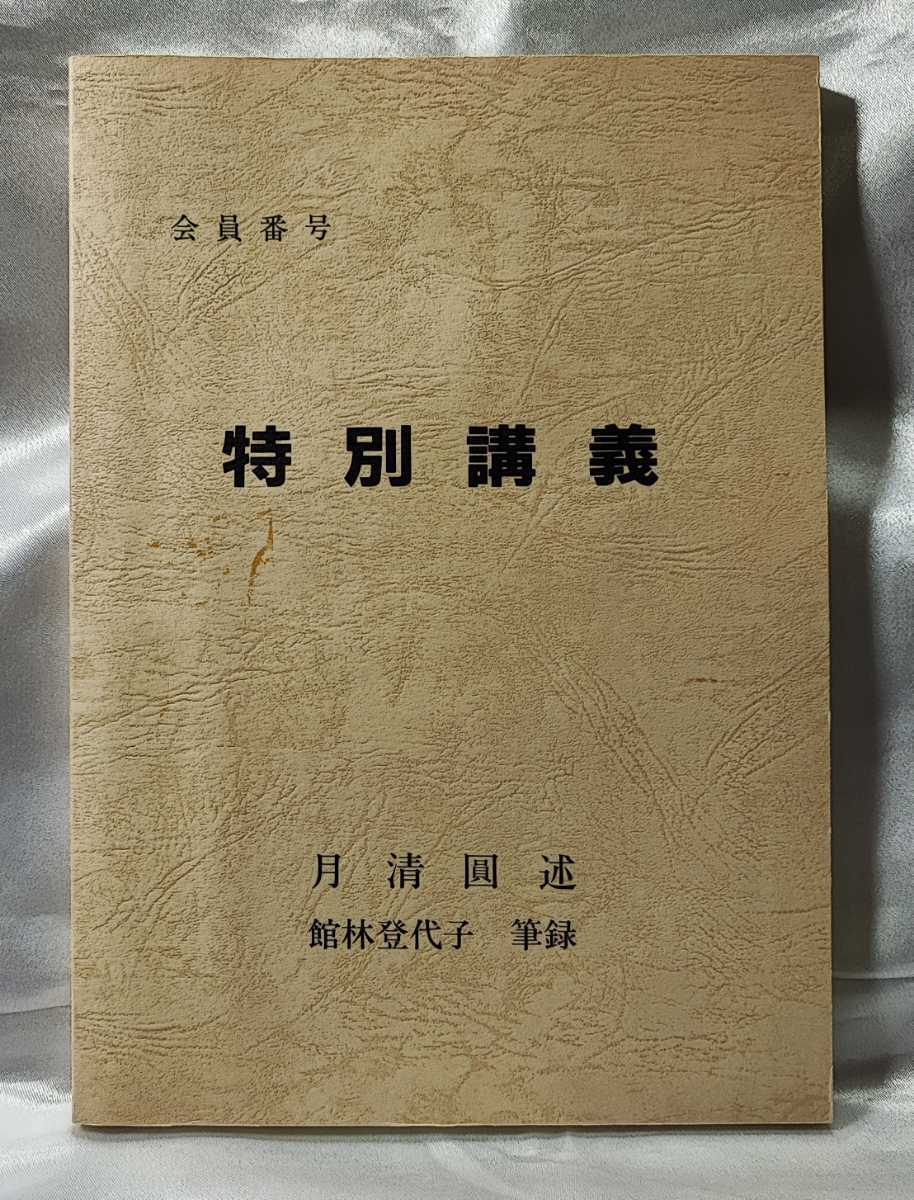 会員番号
特別講義
月清圓述
館林登代子　筆録